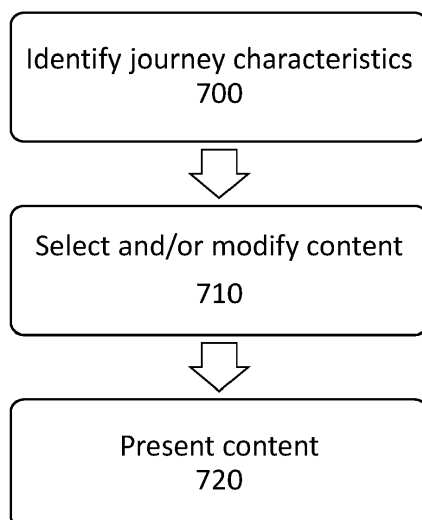 Identify journey characteristics
700
Select and/or modify content
710
Present content
720